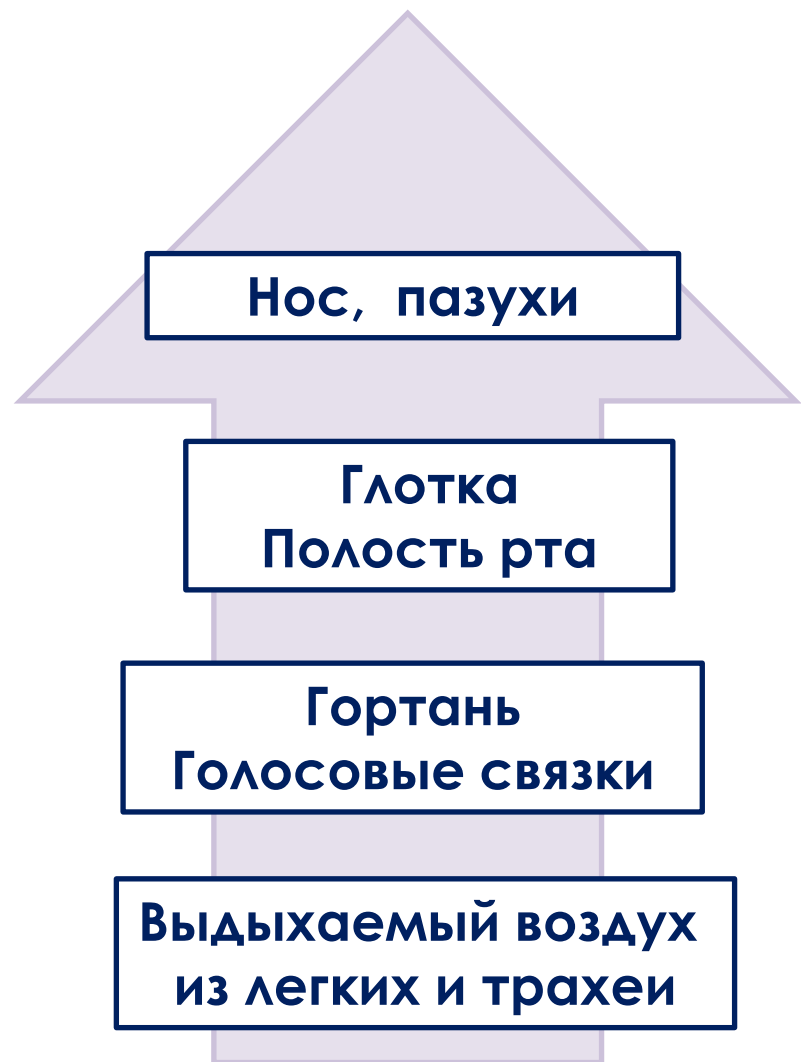 Нос, пазухи
Глотка
Полость рта
Гортань
Голосовые связки
Выдыхаемый воздух
из легких и трахеи